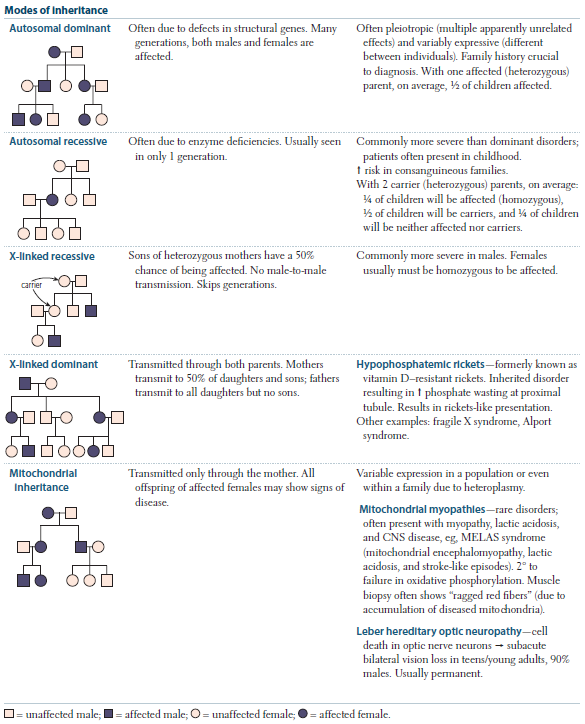 Modes of inheritance
Autosomal dominant
Often due to defects in structural genes. Many
generations, both males and females are
affected.
Often pleiotropic (multiple apparently unrelated
effects) and variably expressive (different
between individuals). Family history crucial
to diagnosis. With one affected (heterozygous)
parent, on average, ½ of children affected.
Autosomal recessive
Often due to enzyme deficiencies. Usually seen
in only 1 generation.
Commonly more severe than dominant disorders;
patients often present in childhood.
↑ risk in consanguineous families.
With 2 carrier (heterozygous) parents, on average:
¼ of children will be affected (homozygous),
½ of children will be carriers, and ¼ of children
will be neither affected nor carriers.
X-linked recessive
carrier
Sons of heterozygous mothers have a 50%
chance of being affected. No male-to-male
transmission. Skips generations.
Commonly more severe in males. Females
usually must be homozygous to be affected.
X-linked dominant
Transmitted through both parents. Mothers
transmit to 50% of daughters and sons; fathers
transmit to all daughters but no sons.
Hypophosphatemic rickets—formerly known as
vitamin D–resistant rickets. Inherited disorder
resulting in ↑ phosphate wasting at proximal
tubule. Results in rickets-like presentation.
Other examples: fragile X syndrome, Alport
syndrome.
Mitochondrial
inheritance
Transmitted only through the mother. All
offspring of affected females may show signs of
disease.
Variable expression in a population or even
within a family due to heteroplasmy.
Mitochondrial myopathies—rare disorders;
often present with myopathy, lactic acidosis,
and CNS disease, eg, MELAS syndrome
(mitochondrial encephalomyopathy, lactic
acidosis, and stroke-like episodes). 2° to
failure in oxidative phosphorylation. Muscle
biopsy often shows “ragged red fibers” (due to
accumulation of diseased mitochondria).
Leber hereditary optic neuropathy—cell
death in optic nerve neurons → subacute
bilateral vision loss in teens/young adults, 90%
males. Usually permanent.
= unaffected male; = affected male; = unaffected female; = affected female.